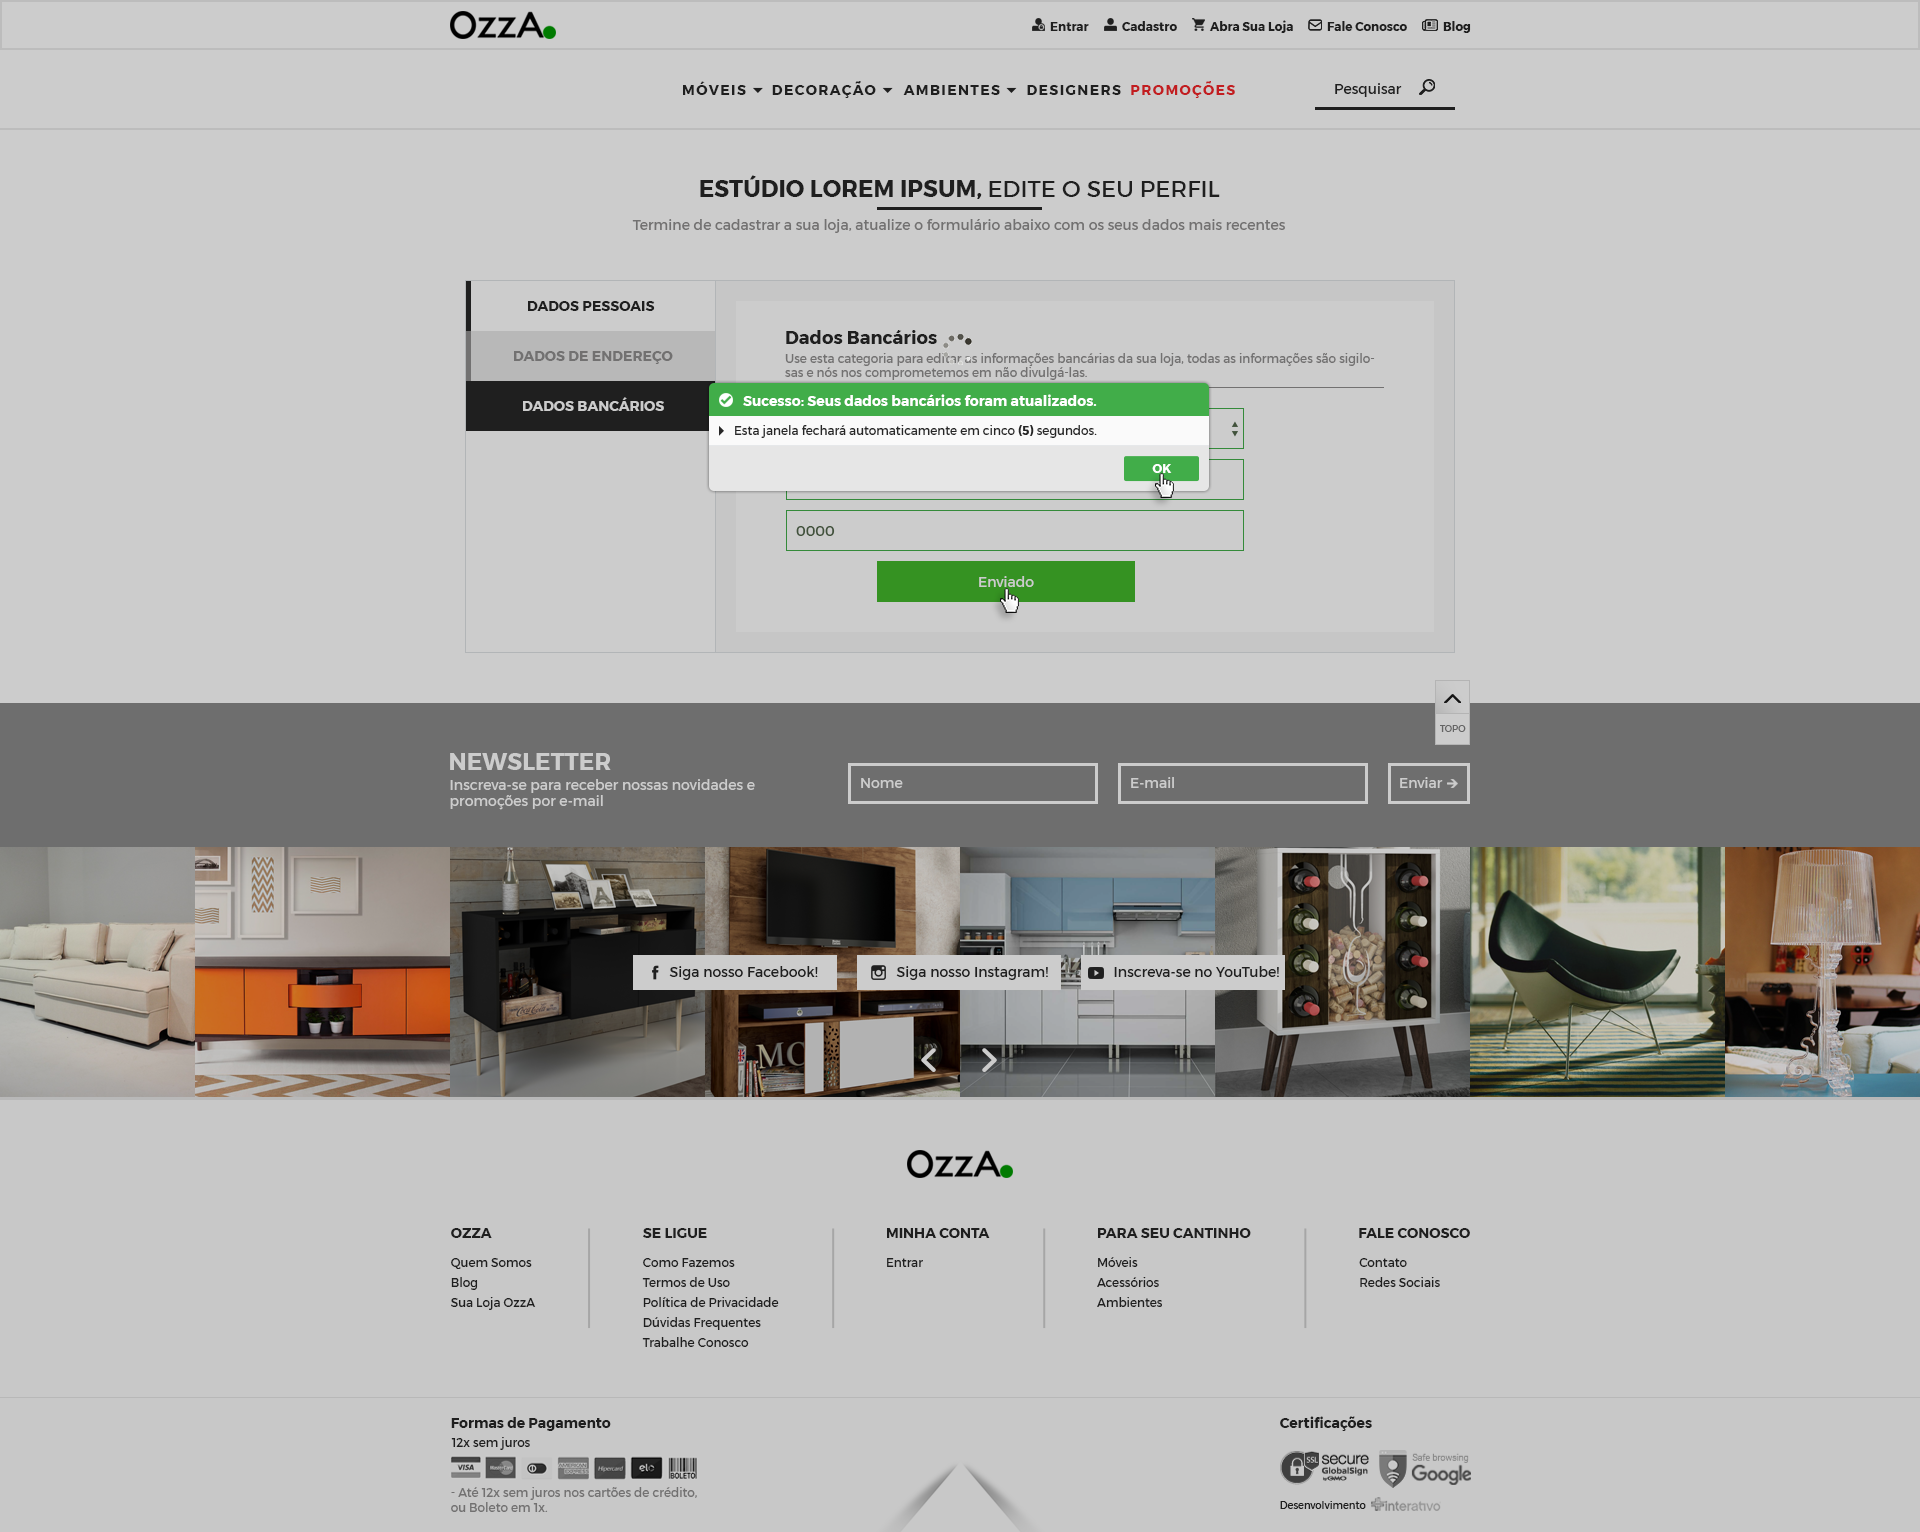 OzzA.
Entrar Cadastro Abra Sua Loja Fale Conosco Blog
MÓVEIS DECORAÇÃO AMBIENTES DESIGNERS PROMOÇÕES
Pesquisar
ESTÚDIO LOREM IPSUM, EDITE O SEU PERFIL
Termine de cadastrar a sua loja, atualize o formulário abaixo com os seus dados mais recentes
DADOS PESSOAIS
DADOS DE ENDEREÇO
DADOS BANCÁRIOS
Dados Bancários
Use esta categoria para editar as informações bancárias da sua loja, todas as informações são sigilo-
sas e nós nos comprometemos em não divulgá-las.
Sucesso: Seus dados bancários foram atualizados.
Esta janela fechará automaticamente em cinco (5) segundos.
OK
0000
Enviado
TOPO
NEWSLETTER
Inscreva-se para receber nossas novidades e
promoções por e-mail
Nome
E-mail
Enviar
Siga nosso Facebook!
Siga nosso Instagram!
Inscreva-se no YouTube!
OzzA.
OZZA
Quem Somos
Blog
Sua Loja OzzA
SE LIGUE
Como Fazemos
Termos de Uso
Política de Privacidade
Dúvidas Frequentes
Trabalhe Conosco
MINHA CONTA
Entrar
PARA SEU CANTINHO
Móveis
Acessórios
Ambientes
FALE CONOSCO
Contato
Redes Sociais
Formas de Pagamento
12x sem juros
VISA MasterCard Hipercard elo BOLETO
- Até 12x sem juros nos cartões de crédito,
ou Boleto em 1x.
Certificações
SSL secure
GlobalSign
by GMO
Safe browsing
Google
Desenvolvimento interativo